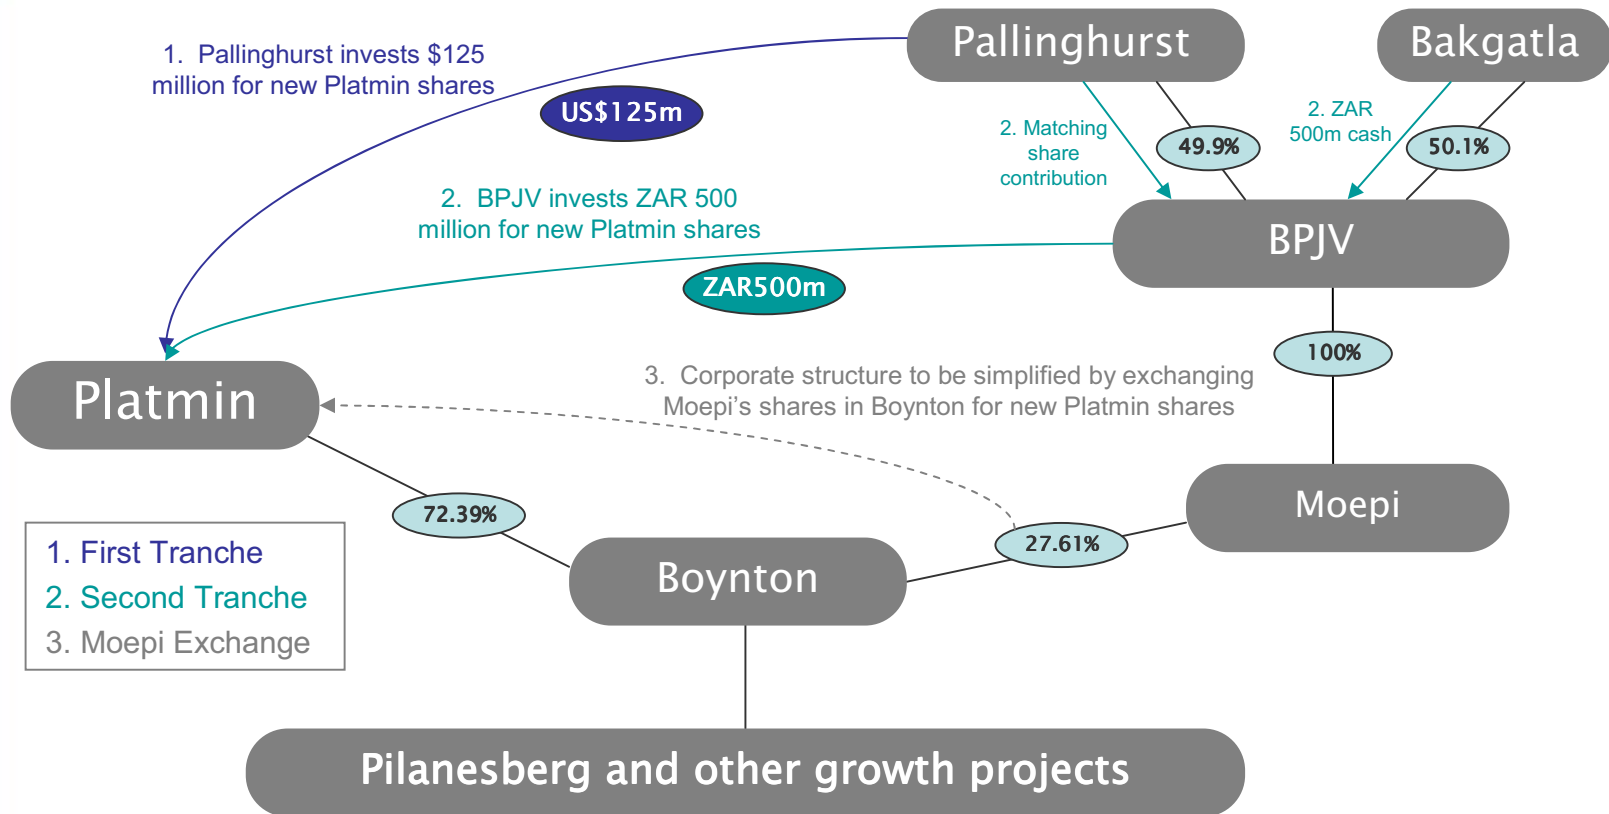 Pallinghurst
Bakgatla
1. Pallinghurst invests $125
million for new Platmin shares
US$125m
2. Matching
share
contribution
49.9%
2. ZAR
500m cash
50.1%
2. BPJV invests ZAR 500
million for new Platmin shares
BPJV
ZAR500m
100%
3. Corporate structure to be simplified by exchanging
Moepi's shares in Boynton for new Platmin shares
Platmin
Moepi
72.39%
27.61%
1. First Tranche
2. Second Tranche
3. Moepi Exchange
Boynton
Pilanesberg and other growth projects